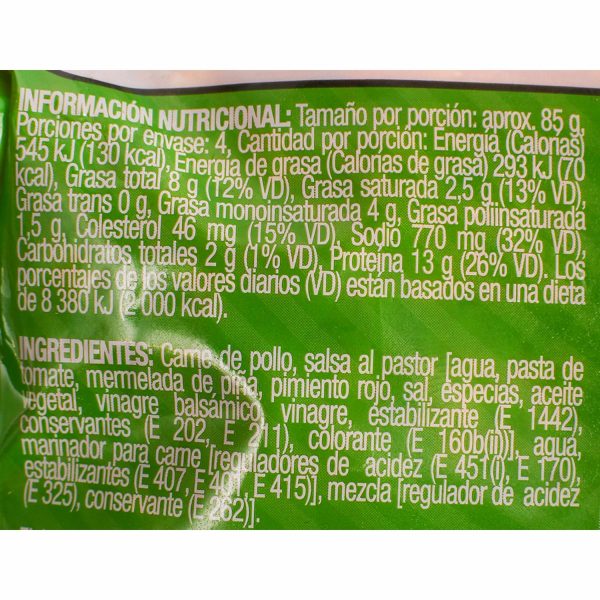 INFORMACIÓN NUTRICIONAL: Tamaño por porción: aprox. 85 g,
Porciones por envase: 4, Cantidad por porción: Energía (Calorías)
545 kJ (130 kcal), Energía de grasa (Calorías de grasa) 293 kJ (70
kcal), Grasa total 8 g (12% VD), Grasa saturada 2,5 g (13% VD),
Grasa trans 0 g, Grasa monoinsaturada 4 g, Grasa poliinsaturada
1,5 g, Colesterol 46 mg (15% VD), Sodio 770 mg (32% VD),
Carbohidratos totales 2 g (1% VD), Proteína 13 g (26% VD). Los
porcentajes de los valores diarios (VD) están basados en una dieta
de 8 380 kJ (2 000 kcal).
INGREDIENTES: Carne de pollo, salsa al pastor [agua, pasta de
tomate, mermelada de piña, pimiento rojo, sal, especias, aceite
vegetal, vinagre balsámico, vinagre, estabilizante (E 1442),
conservantes (E 202, E 11), colorante (E 160b(ii))], agua,
marinador para carne [reguladores de acidez (E 451(i), E 170),
estabilizantes (E 407, E E 415)], mezcla [regulador de acidez
(E 325), conservante (E 262)].